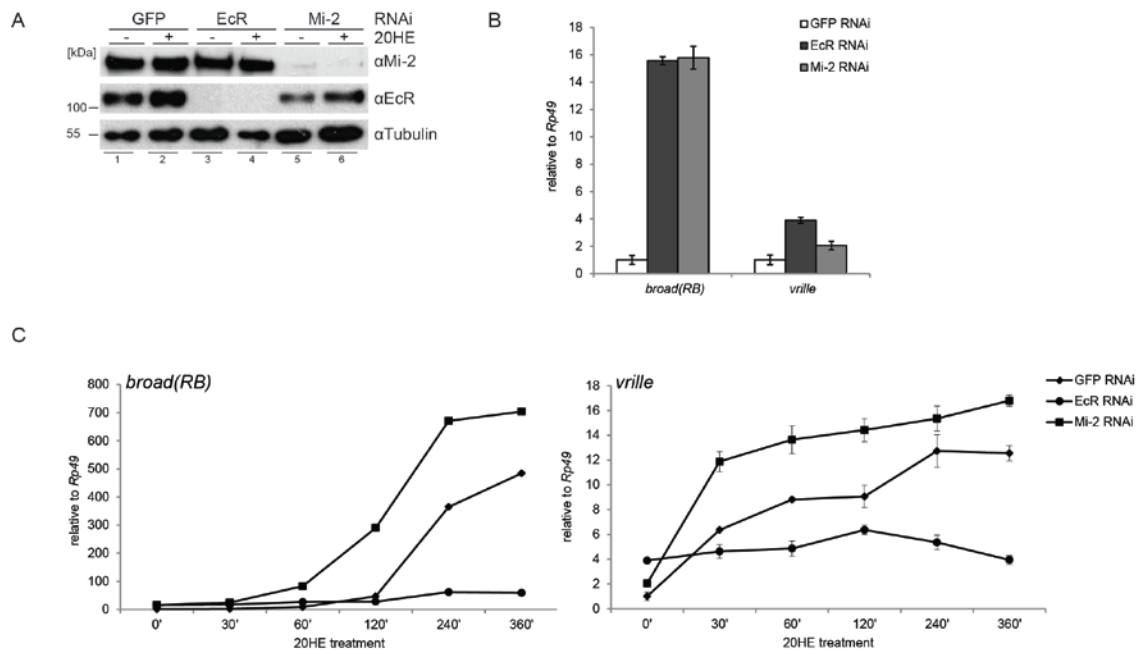 A
GFP EcR Mi-2 RNAi
- + - + - + 20HE
[kDa]
αMi-2
100
αEcR
55
αTubulin
1 2 3 4 5 6
B
relative to Rp49
18
16
14
12
10
8
6
4
2
0
GFP RNAi
EcR RNAi
Mi-2 RNAi
broad(RB) vrille
C
broad(RB)
relative to Rp49
800
700
600
500
400
300
200
100
0
0' 30' 60' 120' 240' 360'
20HE treatment
vrille
relative to Rp49
18
16
14
12
10
8
6
4
2
0
0' 30' 60' 120' 240' 360'
20HE treatment
GFP RNAi
EcR RNAi
Mi-2 RNAi